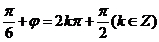 π/6 + φ = 2kπ + π/2 (k ∈ Z)